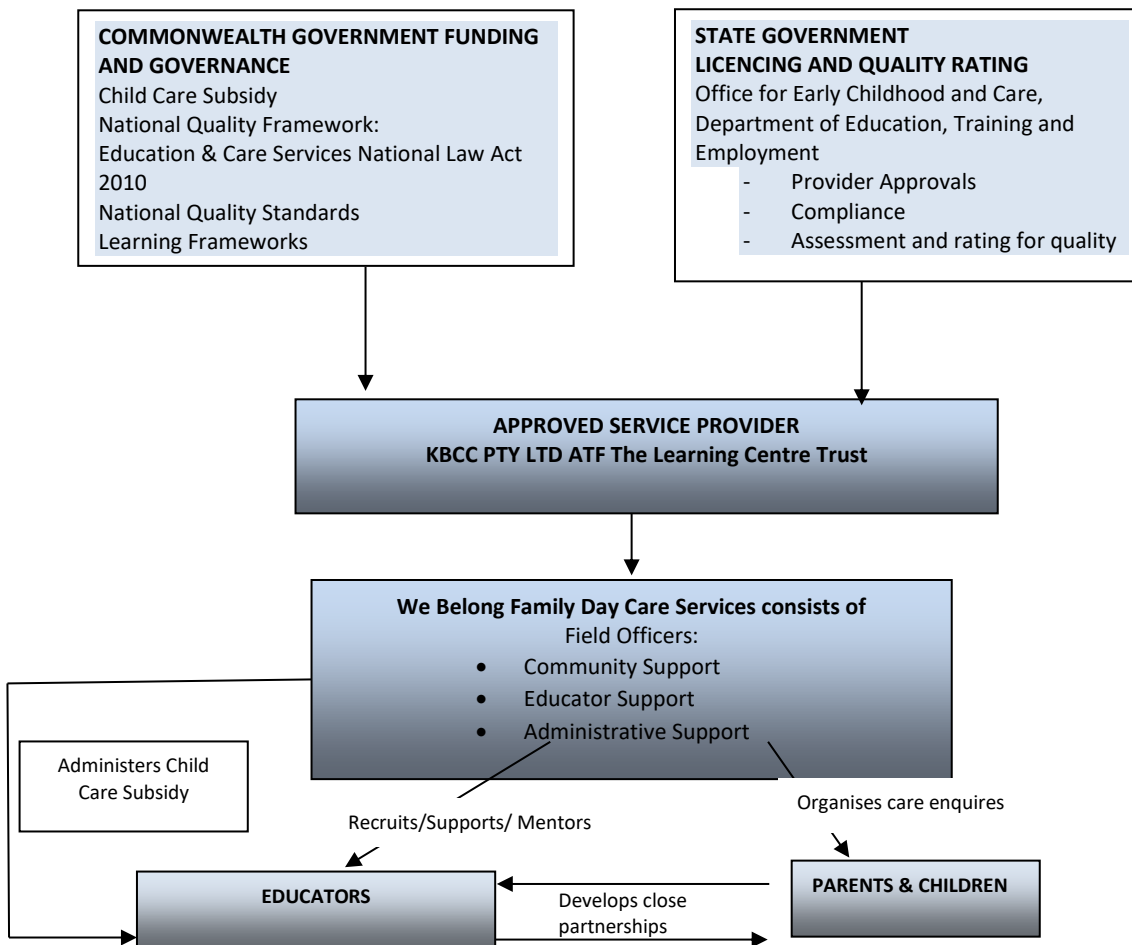 COMMONWEALTH GOVERNMENT FUNDING
AND GOVERNANCE
Child Care Subsidy
National Quality Framework:
Education & Care Services National Law Act
2010
National Quality Standards
Learning Frameworks
STATE GOVERNMENT
LICENCING AND QUALITY RATING
Office for Early Childhood and Care,
Department of Education, Training and
Employment
- Provider Approvals
- Compliance
- Assessment and rating for quality
APPROVED SERVICE PROVIDER
KBCC PTY LTD ATF The Learning Centre Trust
We Belong Family Day Care Services consists of
Field Officers:
• Community Support
• Educator Support
• Administrative Support
Administers Child
Care Subsidy
Recruits/Supports/ Mentors
Organises care enquires
EDUCATORS
Develops close
partnerships
PARENTS & CHILDREN